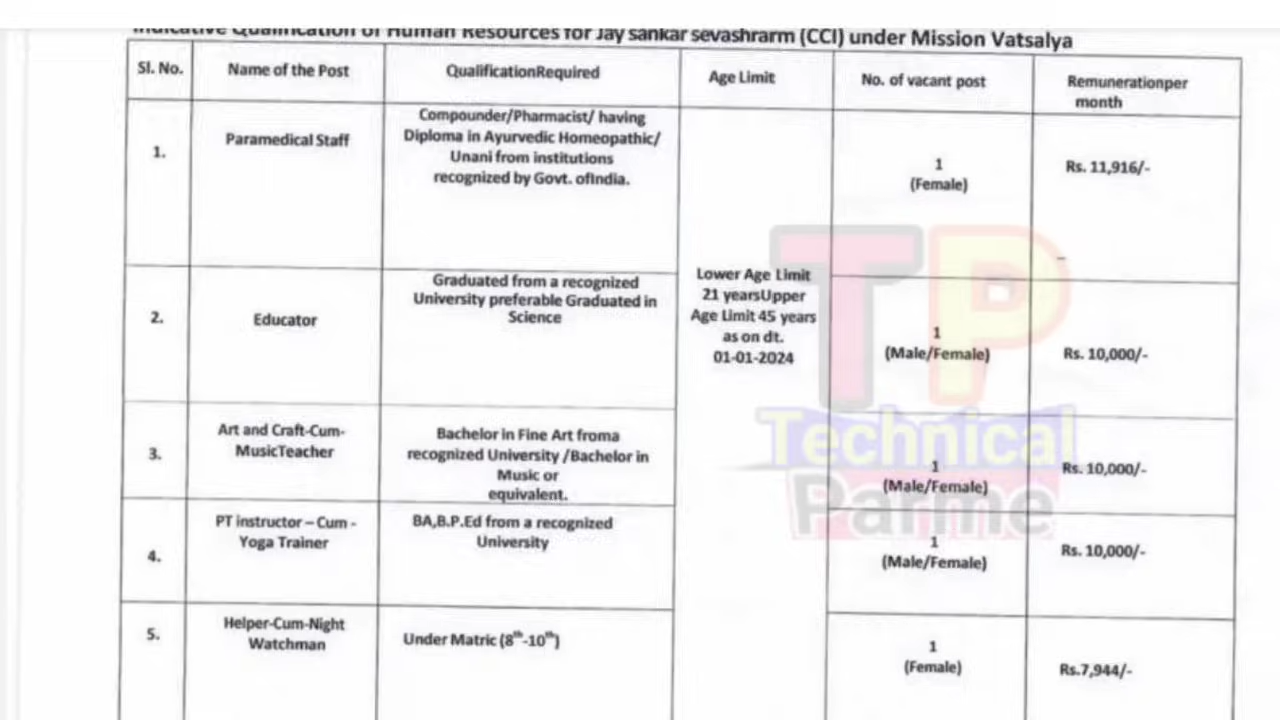 Indicative Qualification of Human Resources for Jay sankar sevashrarm (CCI) under Mission Vatsalya
Sl. No.
Name of the Post
QualificationRequired
Age Limit
No. of vacant post
Remunerationper
month
1.
Paramedical Staff
Compounder/Pharmacist/ having
Diploma in Ayurvedic Homeopathic/
Unani from institutions
recognized by Govt. ofIndia.
Lower Age Limit
21 yearsUpper
Age Limit 45 years
as on dt.
01-01-2024
1
(Female)
Rs. 11,916/-
2.
Educator
Graduated from a recognized
University preferable Graduated in
Science
1
(Male/Female)
Rs. 10,000/-
3.
Art and Craft-Cum-
MusicTeacher
Bachelor in Fine Art froma
recognized University /Bachelor in
Music or
equivalent.
1
(Male/Female)
Rs. 10,000/-
4.
PT instructor – Cum -
Yoga Trainer
BA,B.P.Ed from a recognized
University
1
(Male/Female)
Rs. 10,000/-
5.
Helper-Cum-Night
Watchman
Under Matric (8th-10th)
1
(Female)
Rs.7,944/-
TP
Technical
Parme